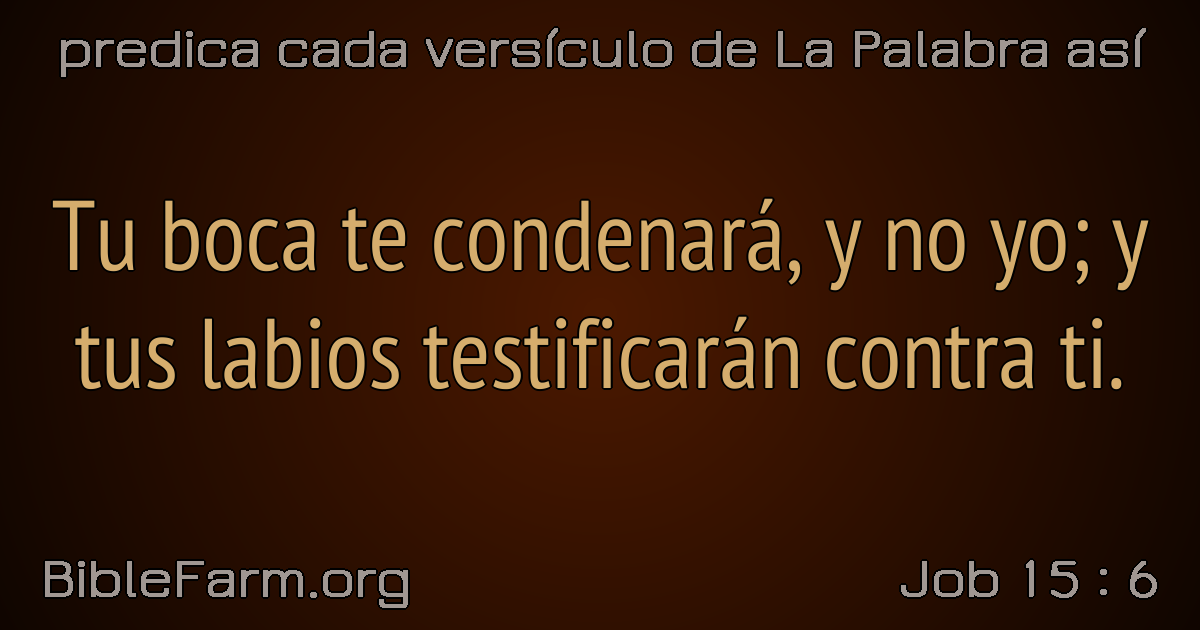 predica cada versículo de La Palabra así
Tu boca te condenará, y no yo; y
tus labios testificarán contra ti.
BibleFarm.org
Job 15 : 6